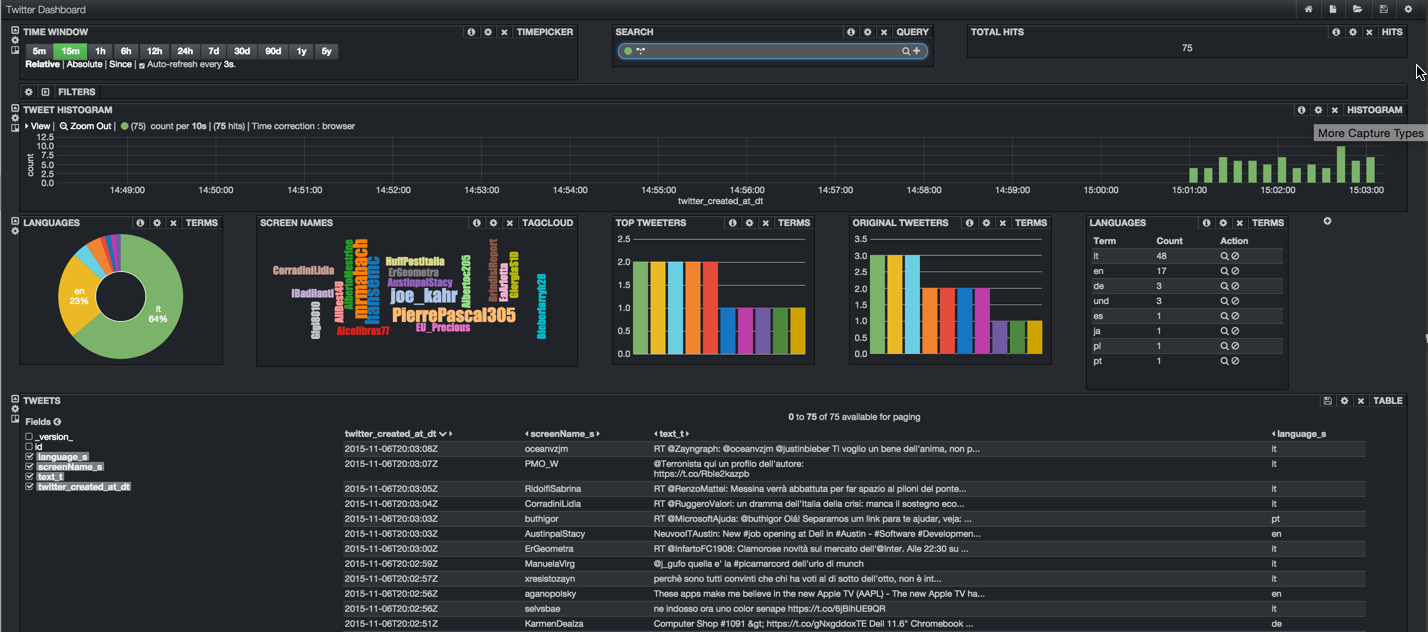 Twitter Dashboard
TIME WINDOW TIMEPICKER
5m 15m 1h 6h 12h 24h 7d 30d 90d 1y 5y
Relative | Absolute | Since | Auto-refresh every 3s.
SEARCH QUERY
*:*
TOTAL HITS HITS
75
FILTERS
TWEET HISTOGRAM HISTOGRAM
View | Zoom Out | (75) count per 10s | (75 hits) | Time correction : browser
More Capture Types
count
12.5
10.0
7.5
5.0
2.5
0.0
14:49:00 14:50:00 14:51:00 14:52:00 14:53:00 14:54:00 14:55:00 14:56:00 14:57:00 14:58:00 14:59:00 15:00:00 15:01:00 15:02:00 15:03:00
twitter_created_at_dt
LANGUAGES TERMS
en
23%
it
64%
SCREEN NAMES TAGCLOUD
CorradiniLidia
IBadilanti
Gigi8010
AllBest4U
AlbertoMestrino
mrmabach
hansemc
HuffPostItalia
ErGeometra
AustinpalStacy
joe_kahr
PierrePascal305
EU_Precious
Alcofibras77
Albertoc205
BrindisiReport
Eakriotta
GiorgiaS1D
Bieberlarryh28
TOP TWEETERS TERMS
2.5
2.0
1.5
1.0
0.5
0.0
ORIGINAL TWEETERS TERMS
3.5
3.0
2.5
2.0
1.5
1.0
0.5
0.0
LANGUAGES TERMS
Term Count Action
it 48
en 17
de 3
und 3
es 1
ja 1
pl 1
pt 1
TWEETS TABLE
Fields
_version_
id
language_s
screenName_s
text_t
twitter_created_at_dt
0 to 75 of 75 available for paging
twitter_created_at_dt screenName_s text_t language_s
2015-11-06T20:03:08Z oceanvzjm RT @Zayngraph: @oceanvzjm @justinbieber Ti voglio un bene dell'anima, non p... it
2015-11-06T20:03:07Z PMO_W @Terronista qui un profilo dell'autore: it
https://t.co/Rble2kazpb
2015-11-06T20:03:05Z RidolfiSabrina RT @RenzoMattei: Messina verrà abbattuta per far spazio ai piloni del ponte... it
2015-11-06T20:03:04Z CorradiniLidia RT @RuggeroValori: un dramma dell'Italia della crisi: manca il sostegno eco... it
2015-11-06T20:03:03Z buthigor RT @MicrosoftAjuda: @buthigor Olá! Separamos um link para te ajudar, veja: ... pt
2015-11-06T20:03:03Z AustinpalStacy NeuvooITAustin: New #job opening at Dell in #Austin - #Software #Developmen... en
2015-11-06T20:03:00Z ErGeometra RT @InfartoFC1908: Clamorose novità sul mercato dell'@Inter. Alle 22:30 su ... it
2015-11-06T20:02:59Z ManuelaVirg @j_gufo quella e' la #picamarcord dell'urlo di munch it
2015-11-06T20:02:57Z xresistozayn perchè sono tutti convinti che chi ha voti al di sotto dell'otto, non è int... it
2015-11-06T20:02:56Z aganopolsky These apps make me believe in the new Apple TV (AAPL) - The new Apple TV ha... en
2015-11-06T20:02:56Z selvsbae ne indosso ora uno color senape https://t.co/6jBlhUE9QR it
2015-11-06T20:02:51Z KarmenDealza Computer Shop #1091 &gt; https://t.co/gNxgddoxTE Dell 11.6" Chromebook ... de